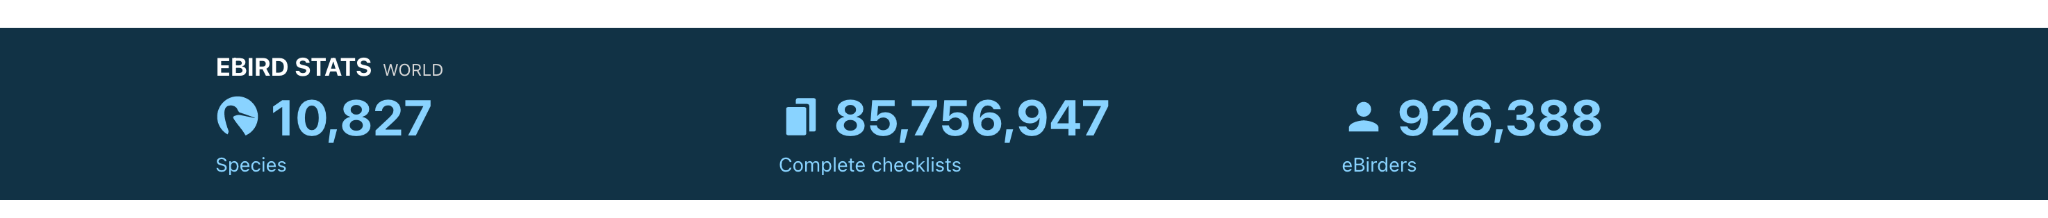 EBIRD STATS WORLD
10,827 85,756,947 926,388
Species Complete checklists eBirders